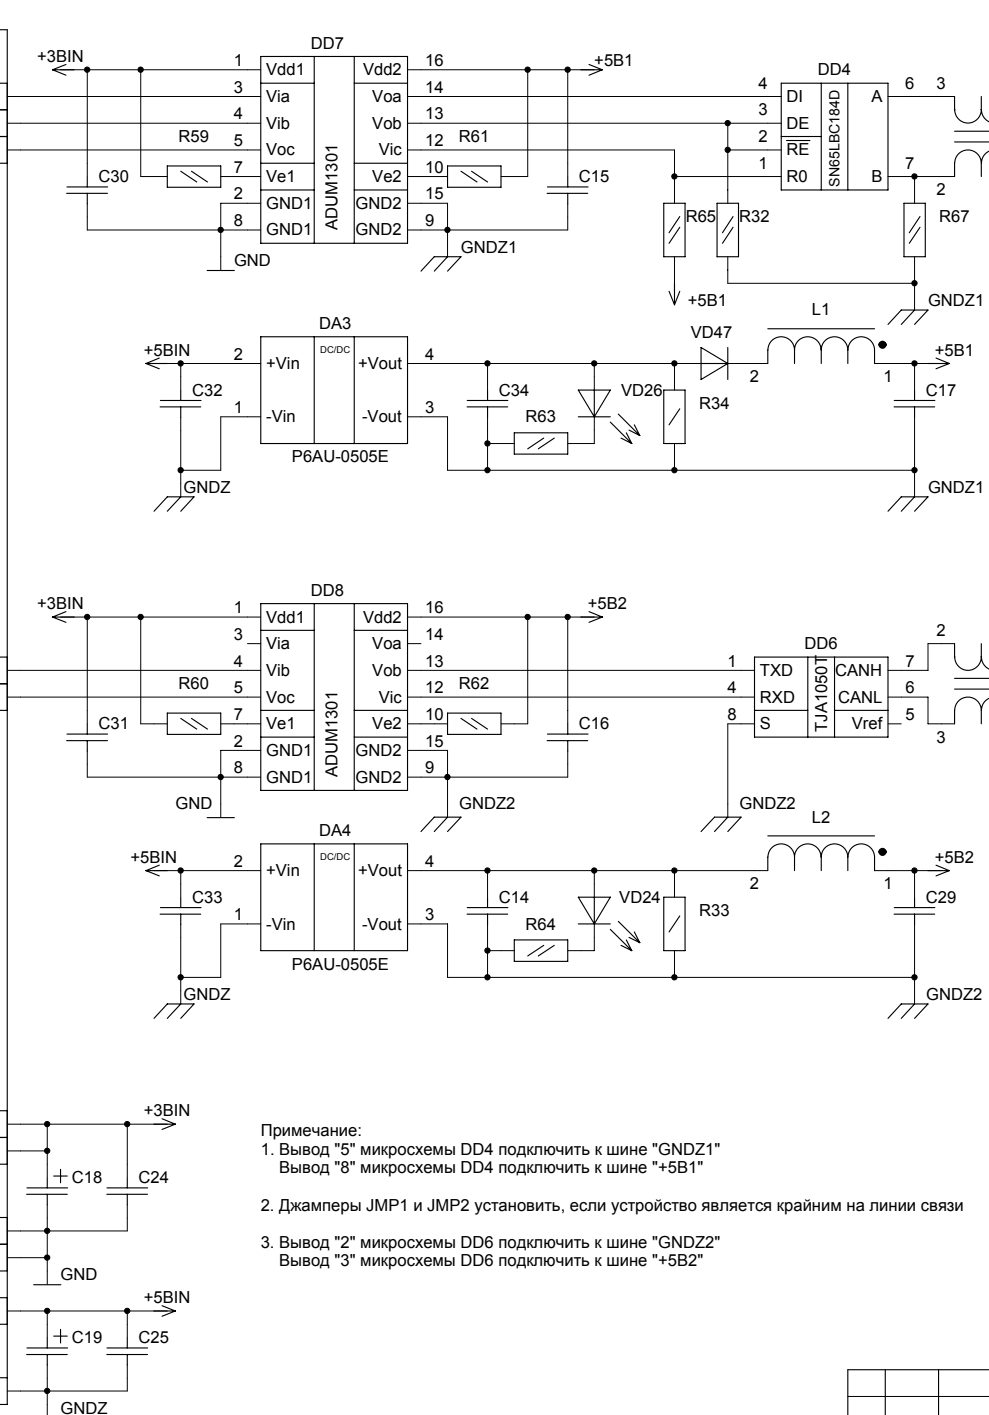 DD7
+3BIN
1
Vdd1
Vdd2
16
+5B1
3
Via
Voa
14
4
Vib
Vob
13
R59
5
Voc
Vic
12
R61
7
Ve1
Ve2
10
2
GND1
GND2
15
8
GND1
GND2
9
ADUM1301
C30
C15
GND
GNDZ1
DD4
4
DI
A
6
3
3
DE
2
RE
1
R0
B
7
2
SN65LBC184D
R65
R32
R67
+5B1
GNDZ1
DA3
+5BIN
2
+Vin
DC/DC
+Vout
4
1
-Vin
-Vout
3
P6AU-0505E
C32
GNDZ
C34
R63
VD26
R34
VD47
L1
2
1
+5B1
C17
GNDZ1
DD8
+3BIN
1
Vdd1
Vdd2
16
+5B2
3
Via
Voa
14
4
Vib
Vob
13
R60
5
Voc
Vic
12
R62
7
Ve1
Ve2
10
2
GND1
GND2
15
8
GND1
GND2
9
ADUM1301
C31
C16
GND
GNDZ2
DD6
1
TXD
CANH
7
2
4
RXD
CANL
6
3
8
S
Vref
5
TJA1050T
GNDZ2
DA4
+5BIN
2
+Vin
DC/DC
+Vout
4
1
-Vin
-Vout
3
P6AU-0505E
C33
GNDZ
C14
R64
VD24
R33
L2
2
1
+5B2
C29
GNDZ2
+3BIN
+
C18
C24
GND
+5BIN
+
C19
C25
GNDZ
Примечание:
1. Вывод "5" микросхемы DD4 подключить к шине "GNDZ1"
Вывод "8" микросхемы DD4 подключить к шине "+5B1"
2. Джамперы JMP1 и JMP2 установить, если устройство является крайним на линии связи
3. Вывод "2" микросхемы DD6 подключить к шине "GNDZ2"
Вывод "3" микросхемы DD6 подключить к шине "+5B2"